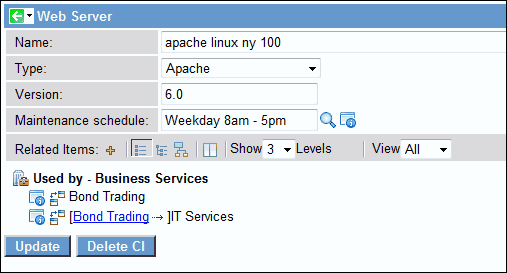 Web Server
Name: apache linux ny 100
Type: Apache
Version: 6.0
Maintenance schedule: Weekday 8am - 5pm
Related Items: Show 3 Levels View All
Used by - Business Services
Bond Trading
[Bond Trading ⇢ ]IT Services
Update Delete CI